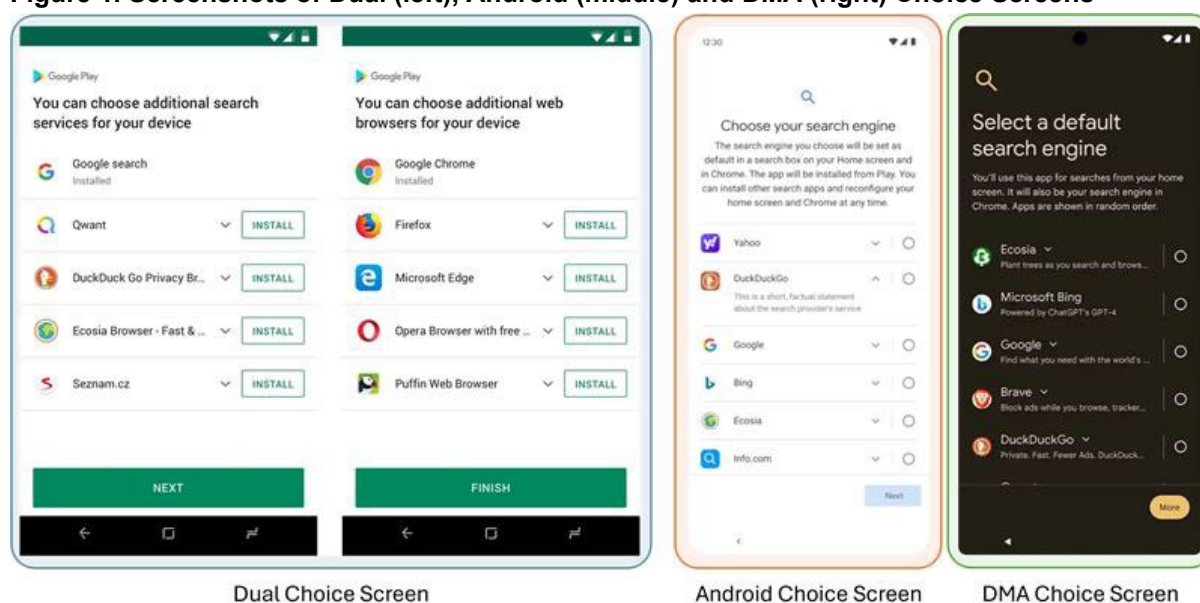 Figure 1: Screenshots of Dual (left), Android (middle) and DMA (right) Choice Screens
Google Play
You can choose additional search
services for your device
Google search
Installed
Qwant
INSTALL
DuckDuck Go Privacy Br...
INSTALL
Ecosia Browser - Fast & ...
INSTALL
Seznam.cz
INSTALL
NEXT
Google Play
You can choose additional web
browsers for your device
Google Chrome
Installed
Firefox
INSTALL
Microsoft Edge
INSTALL
Opera Browser with free ...
INSTALL
Puffin Web Browser
INSTALL
FINISH
Dual Choice Screen
12:30
Choose your search engine
The search engine you choose will be set as
default in a search box on your Home screen and
in Chrome. The app will be installed from Play. You
can install other search apps and reconfigure your
home screen and Chrome at any time.
Yahoo
DuckDuckGo
This is a short, factual statement
about the search provider's service
Google
Bing
Ecosia
Info.com
Next
Android Choice Screen
Select a default
search engine
You'll use this app for searches from your home
screen. It will also be your search engine in
Chrome. Apps are shown in random order.
Ecosia
Plant trees as you search and brows...
Microsoft Bing
Powered by ChatGPT's GPT-4
Google
Find what you need with the world's ...
Brave
Block ads while you browse, tracker...
DuckDuckGo
Private. Fast. Fewer Ads. DuckDuck...
More
DMA Choice Screen